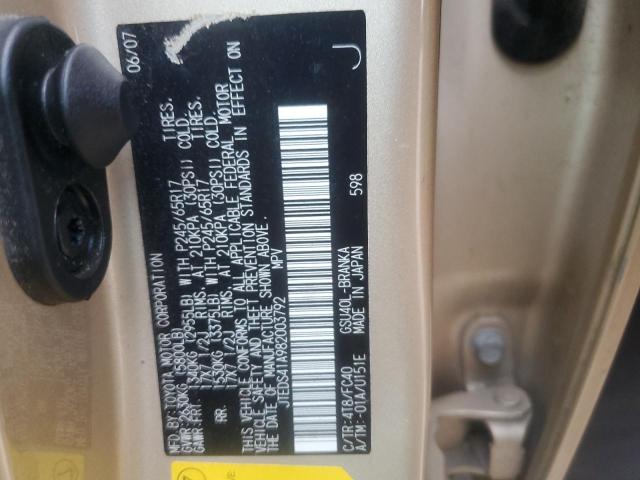 MFD. BY: TOYOTA MOTOR CORPORATION 06/07
GVWR: 2630KG (5800LB)
GAWR: FRT. 1340KG (2955LB) WITH P245/65R17 TIRES,
17X7 1/2J RIMS, AT 210KPA (30PSI) COLD.
RR. 1530KG (3375LB) WITH P245/65R17 TIRES,
17X7 1/2J RIMS, AT 210KPA (30PSI) COLD.
THIS VEHICLE CONFORMS TO ALL APPLICABLE FEDERAL MOTOR
VEHICLE SAFETY AND THEFT PREVENTION STANDARDS IN EFFECT ON
THE DATE OF MANUFACTURE SHOWN ABOVE.
JTEDS41A982003792 MPV
C/TR: 4T8/FC40 GSU40L-BRANKA 598 J
A/TM: -01A/U151E MADE IN JAPAN